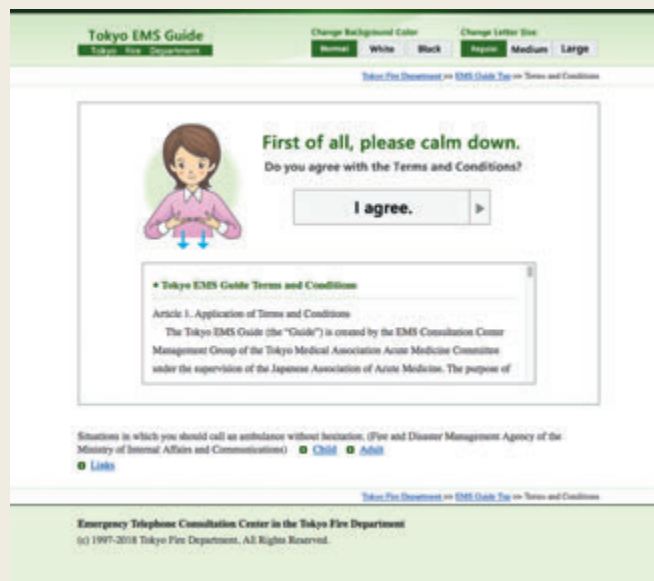 Tokyo EMS Guide
Tokyo Fire Department
Change Background Color
Normal White Black
Change Letter Size
Regular Medium Large
Tokyo Fire Department >> EMS Guide Top >> Terms and Conditions
First of all, please calm down.
Do you agree with the Terms and Conditions?
I agree.
Tokyo EMS Guide Terms and Conditions
Article 1. Application of Terms and Conditions
The Tokyo EMS Guide (the “Guide”) is created by the EMS Consultation Center
Management Group of the Tokyo Medical Association Acute Medicine Committee
under the supervision of the Japanese Association of Acute Medicine. The purpose of
Situations in which you should call an ambulance without hesitation. (Fire and Disaster Management Agency of the
Ministry of Internal Affairs and Communications) Child Adult
Links
Tokyo Fire Department >> EMS Guide Top >> Terms and Conditions
Emergency Telephone Consultation Center in the Tokyo Fire Department
(c) 1997-2018 Tokyo Fire Department, All Rights Reserved.